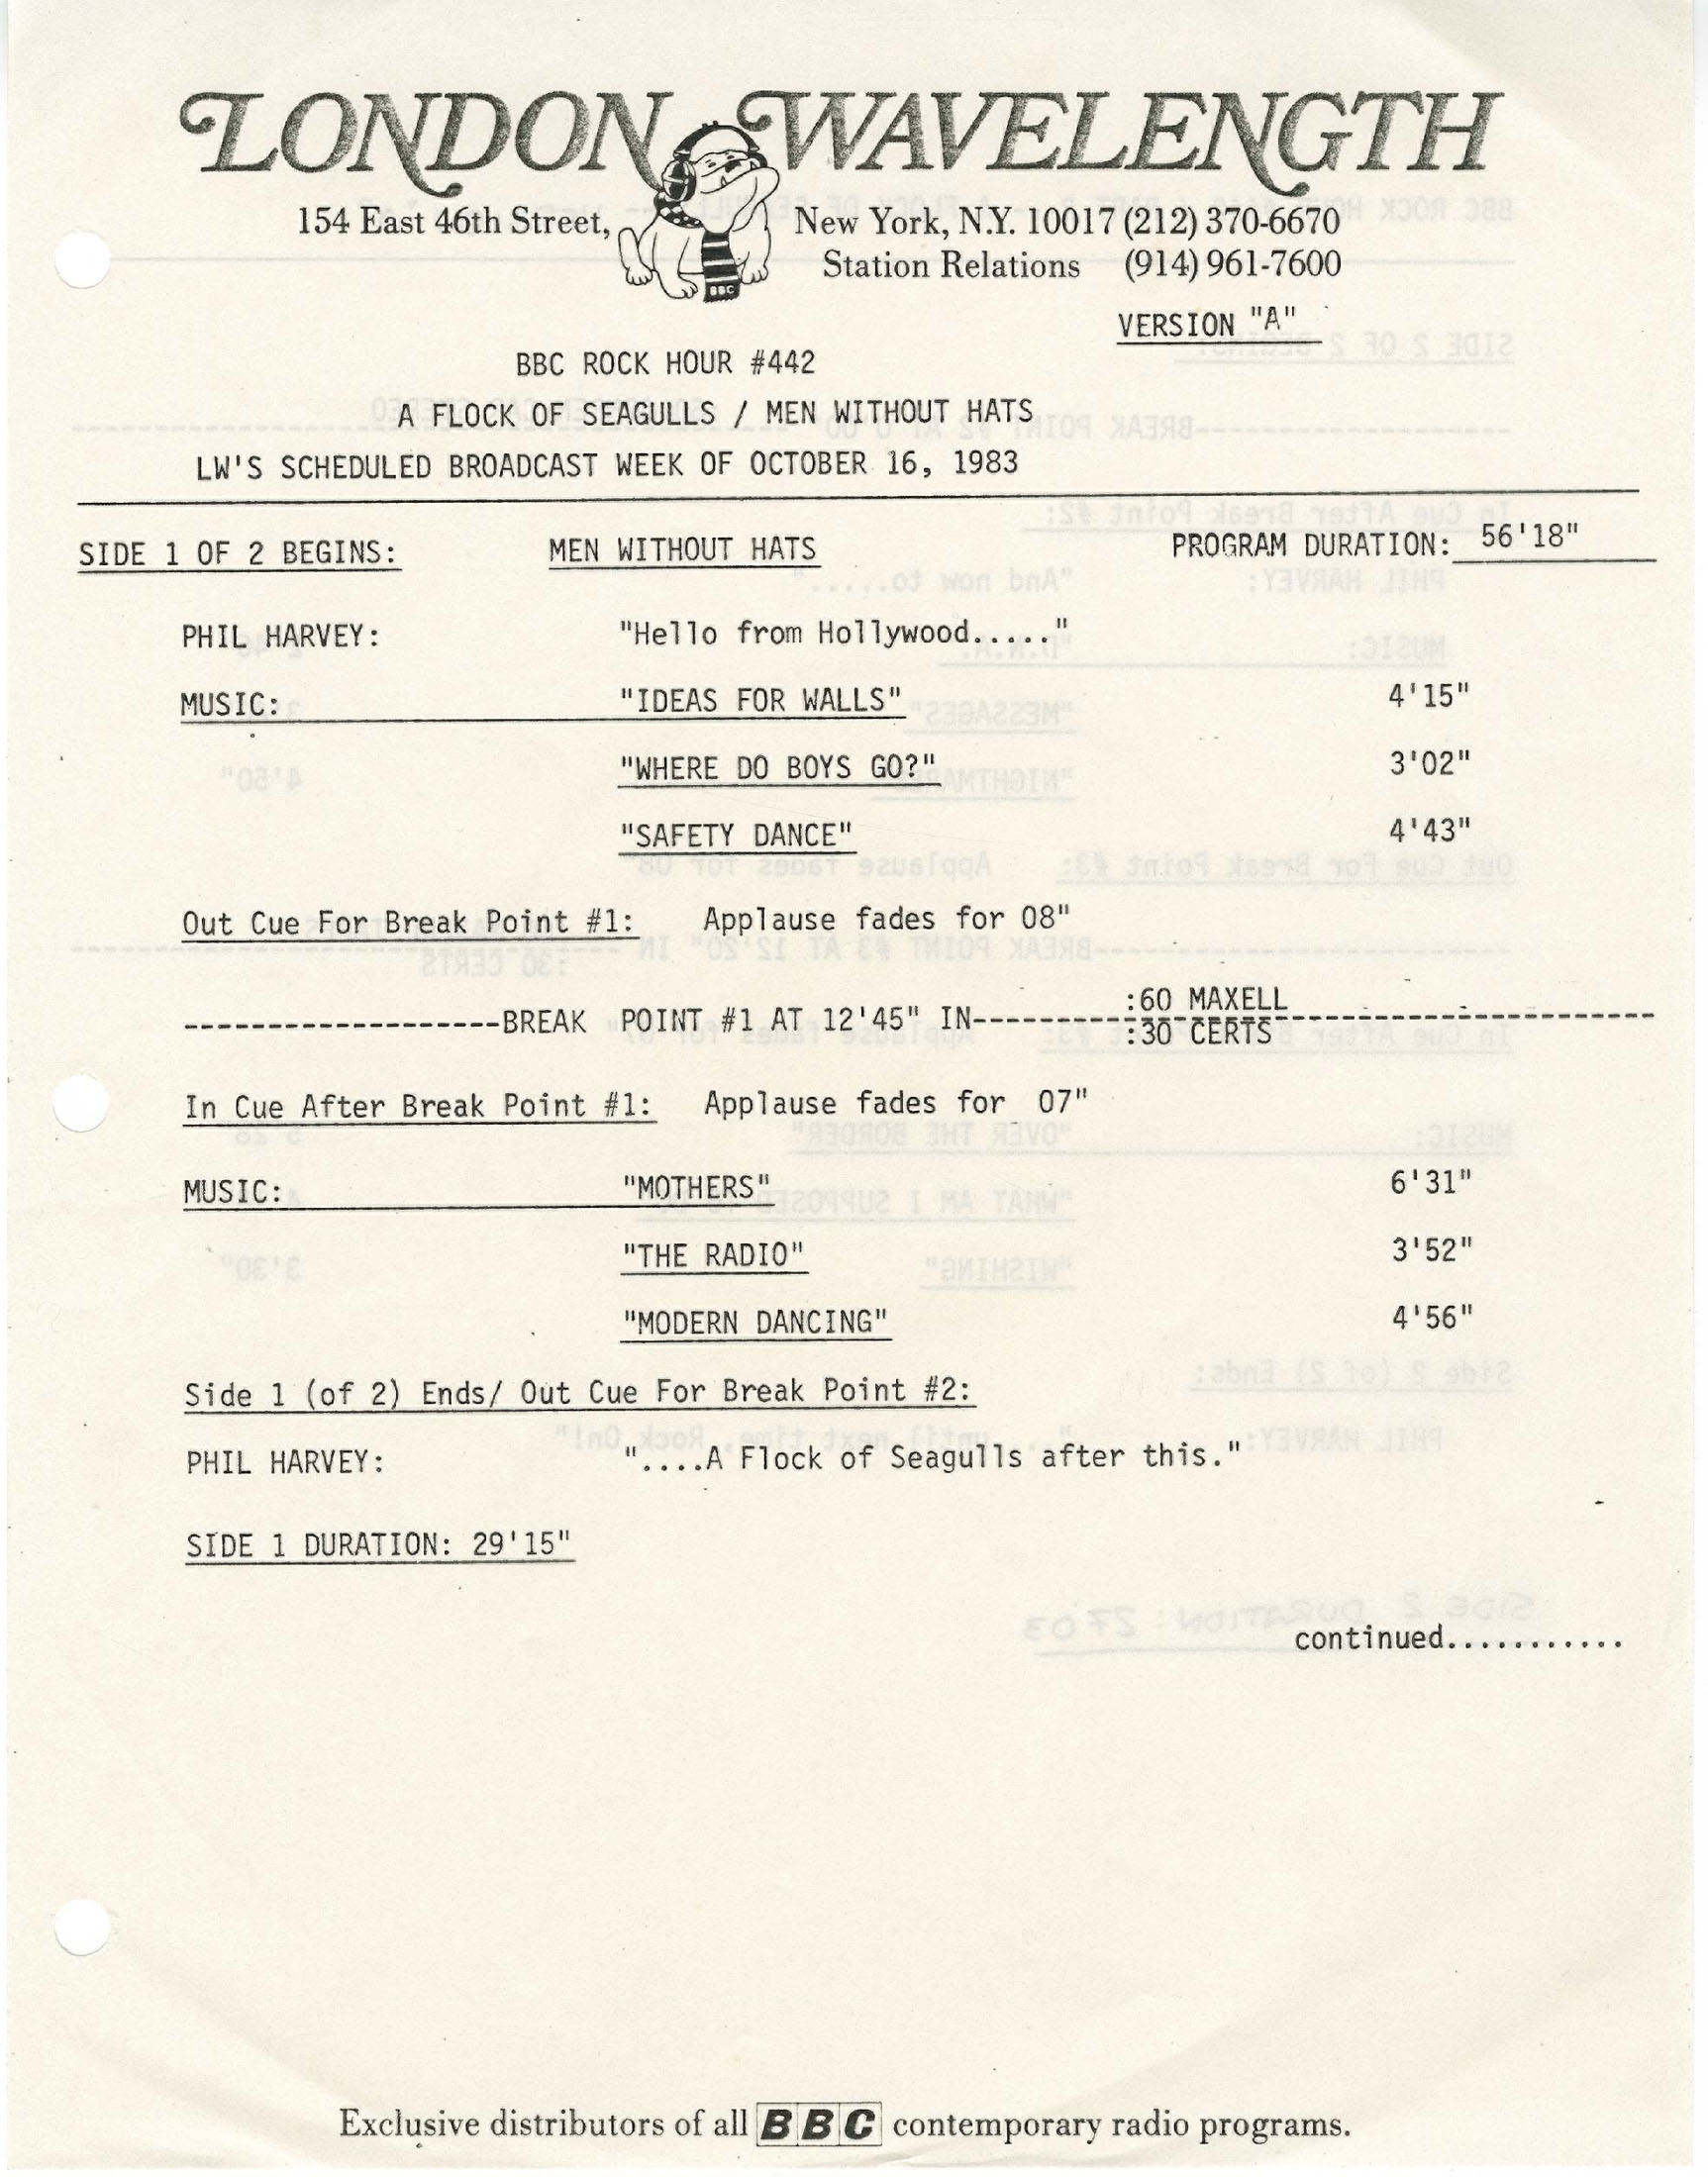 LONDON WAVELENGTH
154 East 46th Street, New York, N.Y. 10017 (212) 370-6670
Station Relations (914) 961-7600
BBC
VERSION "A"
BBC ROCK HOUR #442
A FLOCK OF SEAGULLS / MEN WITHOUT HATS
LW'S SCHEDULED BROADCAST WEEK OF OCTOBER 16, 1983
SIDE 1 OF 2 BEGINS: MEN WITHOUT HATS PROGRAM DURATION: 56'18"
PHIL HARVEY: "Hello from Hollywood....."
MUSIC: "IDEAS FOR WALLS" 4'15"
"WHERE DO BOYS GO?" 3'02"
"SAFETY DANCE" 4'43"
Out Cue For Break Point #1: Applause fades for 08"
:60 MAXELL
-------------------BREAK POINT #1 AT 12'45" IN----------------------------------------
:30 CERTS
In Cue After Break Point #1: Applause fades for 07"
MUSIC: "MOTHERS" 6'31"
"THE RADIO" 3'52"
"MODERN DANCING" 4'56"
Side 1 (of 2) Ends/ Out Cue For Break Point #2:
PHIL HARVEY: "....A Flock of Seagulls after this."
SIDE 1 DURATION: 29'15"
continued...........
Exclusive distributors of all BBC contemporary radio programs.